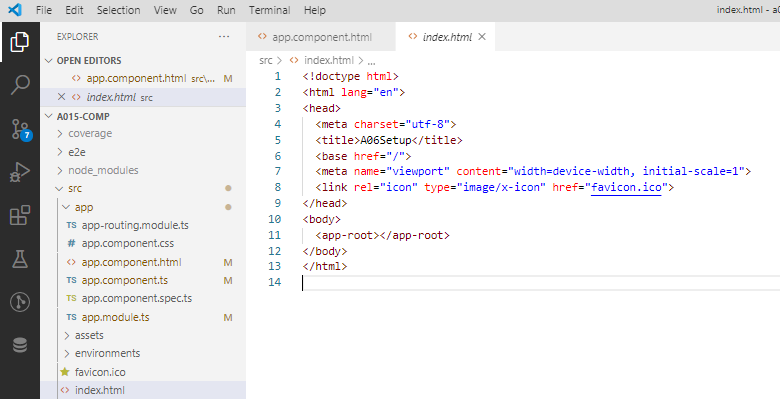 File Edit Selection View Go Run Terminal Help
index.html - a0
EXPLORER
OPEN EDITORS
app.component.html src\... M
index.html src
A015-COMP
coverage
e2e
node_modules
src
app
TS app-routing.module.ts
# app.component.css
app.component.html M
TS app.component.ts M
TS app.component.spec.ts
TS app.module.ts M
assets
environments
favicon.ico
index.html
7
app.component.html
index.html
src > index.html > ...
1 <!doctype html>
2 <html lang="en">
3 <head>
4 <meta charset="utf-8">
5 <title>A06Setup</title>
6 <base href="/">
7 <meta name="viewport" content="width=device-width, initial-scale=1">
8 <link rel="icon" type="image/x-icon" href="favicon.ico">
9 </head>
10 <body>
11 <app-root></app-root>
12 </body>
13 </html>
14